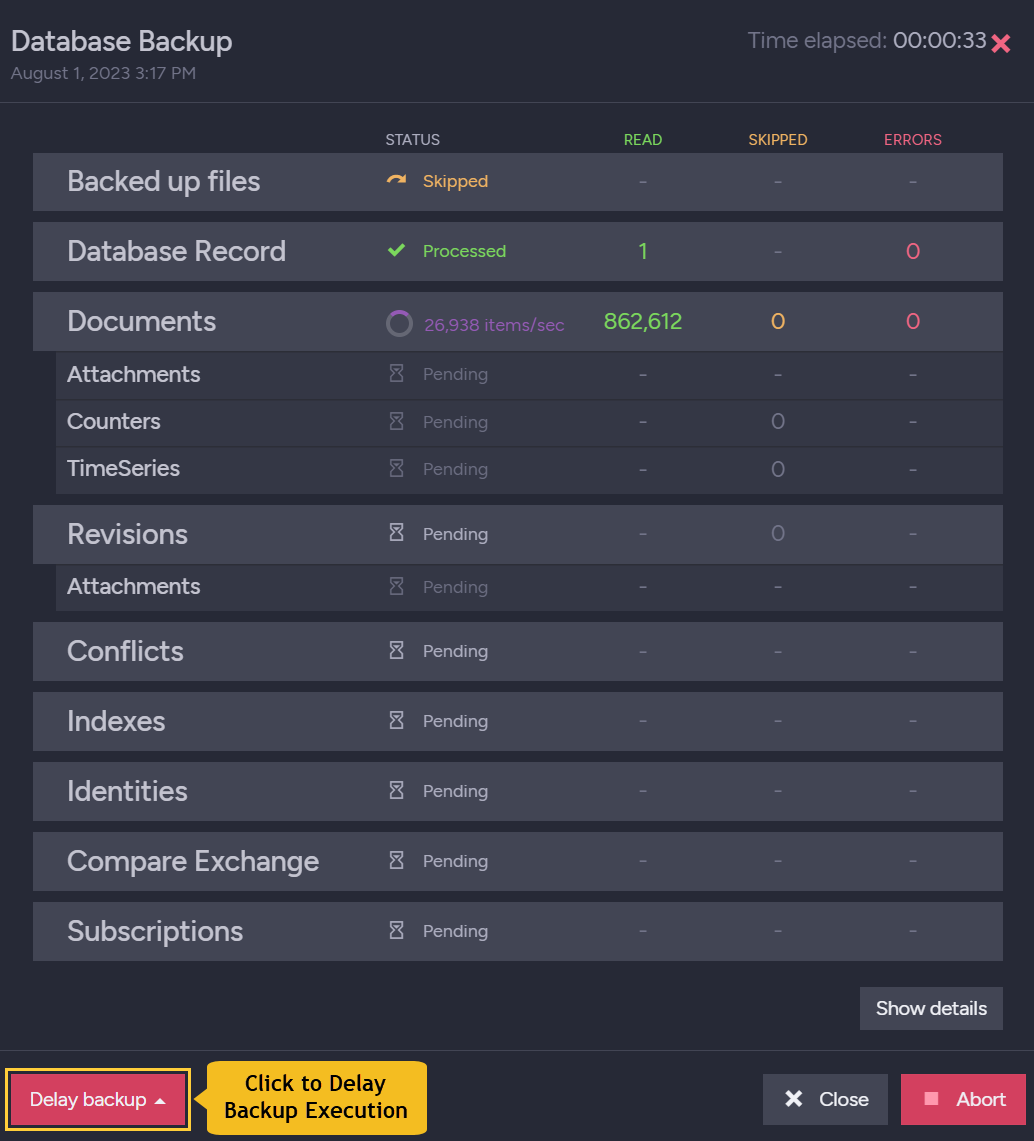 Database Backup
Time elapsed: 00:00:33
August 1, 2023 3:17 PM
STATUS READ SKIPPED ERRORS
Backed up files Skipped - - -
Database Record Processed 1 - 0
Documents 26,938 items/sec 862,612 0 0
Attachments Pending - - -
Counters Pending - 0 -
TimeSeries Pending - 0 -
Revisions Pending - 0 -
Attachments Pending - - -
Conflicts Pending - - -
Indexes Pending - - -
Identities Pending - - -
Compare Exchange Pending - - -
Subscriptions Pending - - -
Show details
Delay backup
Click to Delay
Backup Execution
Close
Abort